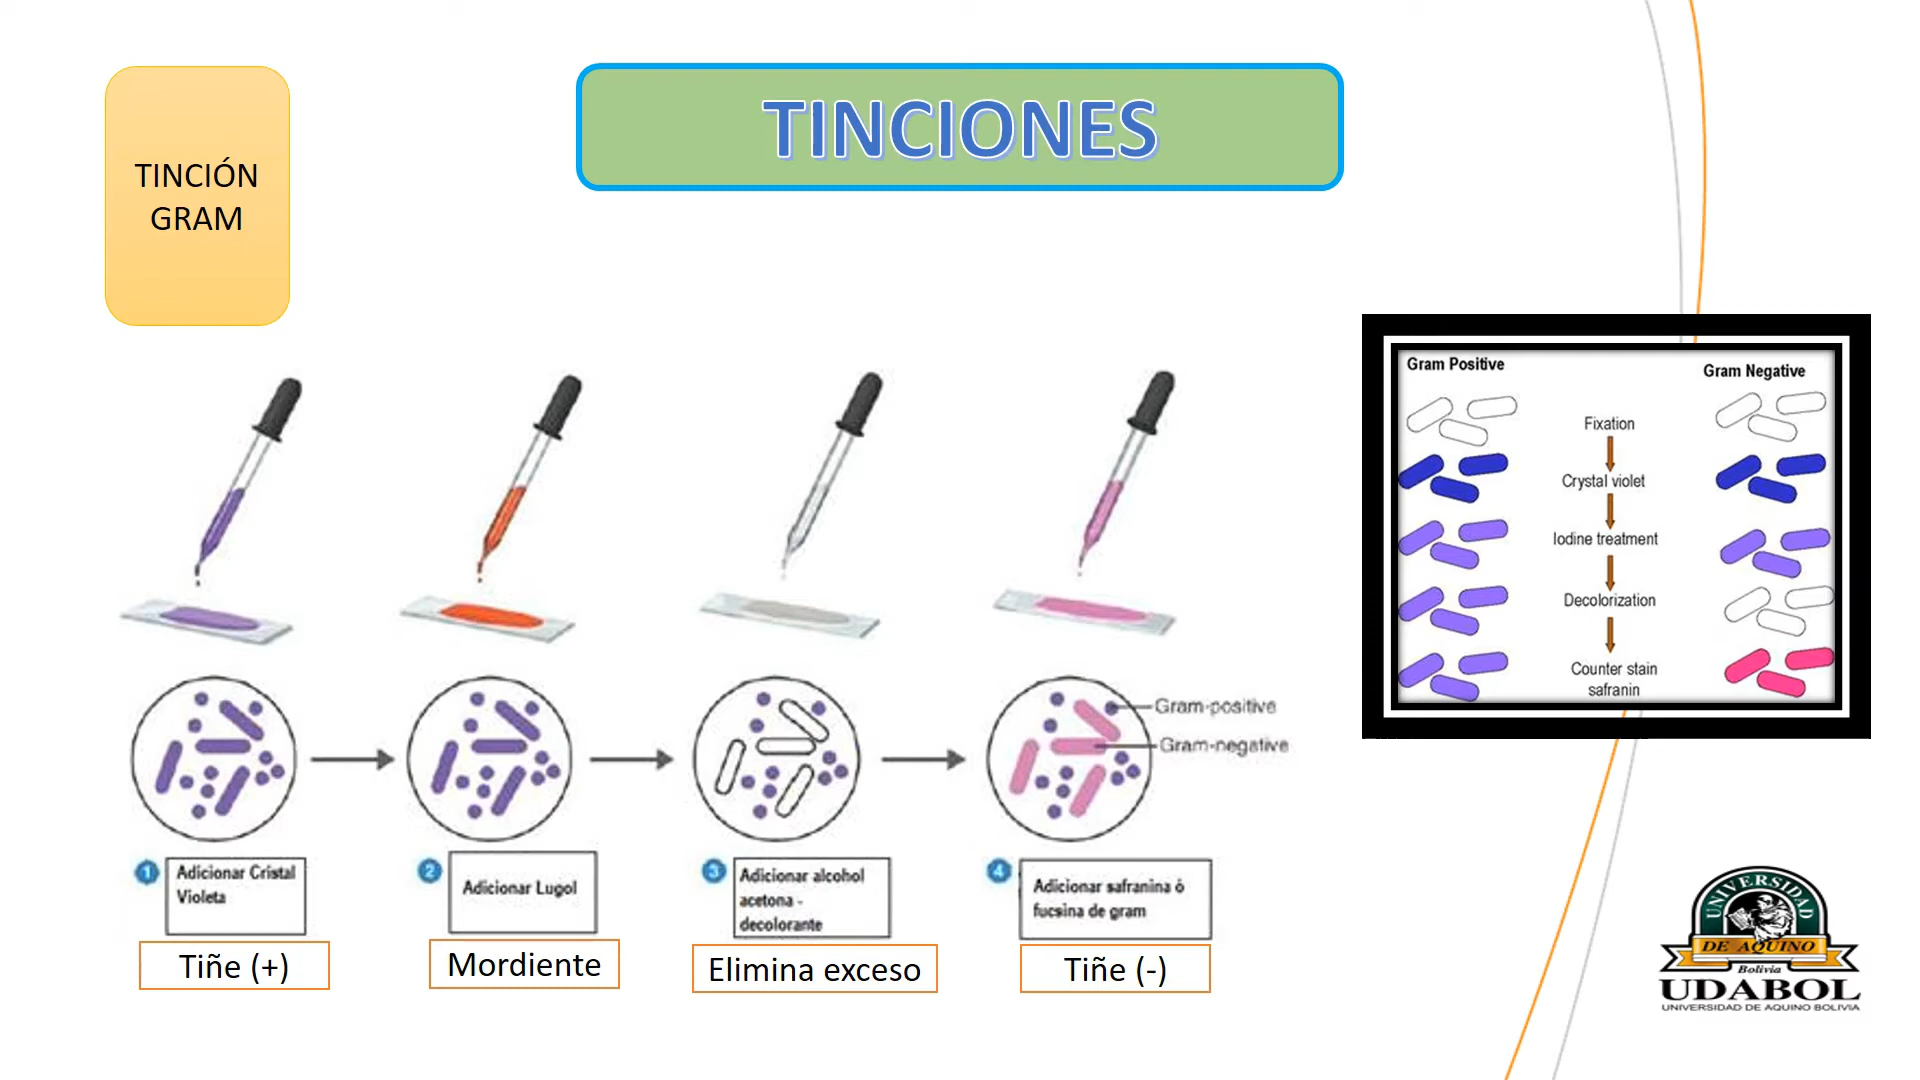 TINCIÓN
GRAM
TINCIONES
Gram Positive
Gram Negative
Fixation
Crystal violet
Iodine treatment
Decolorization
Counter stain
safranin
Gram-positive
Gram-negative
1
Adicionar Cristal
Violeta
2
Adicionar Lugol
3
Adicionar alcohol
acetona -
decolorante
4
Adicionar safranina ó
fucsina de gram
Tiñe (+)
Mordiente
Elimina exceso
Tiñe (-)
UNIVERSIDAD
DE AQUINO
Bolivia
UDABOL
UNIVERSIDAD DE AQUINO BOLIVIA